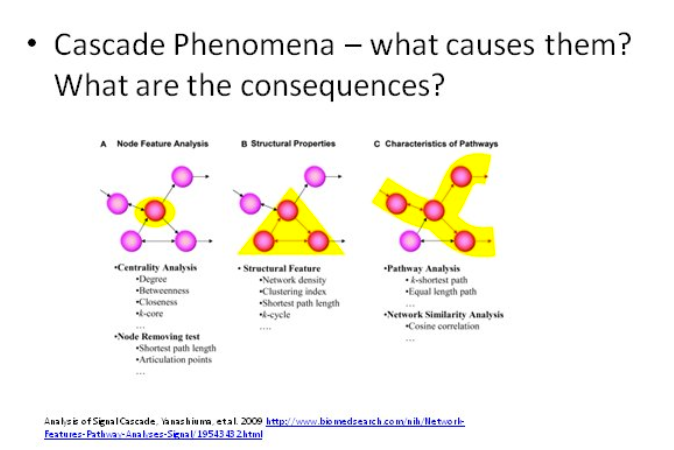 • Cascade Phenomena – what causes them?
What are the consequences?
A Node Feature Analysis
•Centrality Analysis
•Degree
•Betweenness
•Closeness
•k-core
...
•Node Removing test
•Shortest path length
•Articulation points
...
B Structural Properties
• Structural Feature
•Network density
•Clustering index
•Shortest path length
•k-cycle
....
C Characteristics of Pathways
•Pathway Analysis
• k-shortest path
•Equal length path
...
•Network Similarity Analysis
•Cosine correlation
...
Analysis of Signal Cascade, Yanashiuma, et al. 2009 http://www.biomedsearch.com/nih/Network-
Features-Pathway-Analyses-Signal/19543432.html